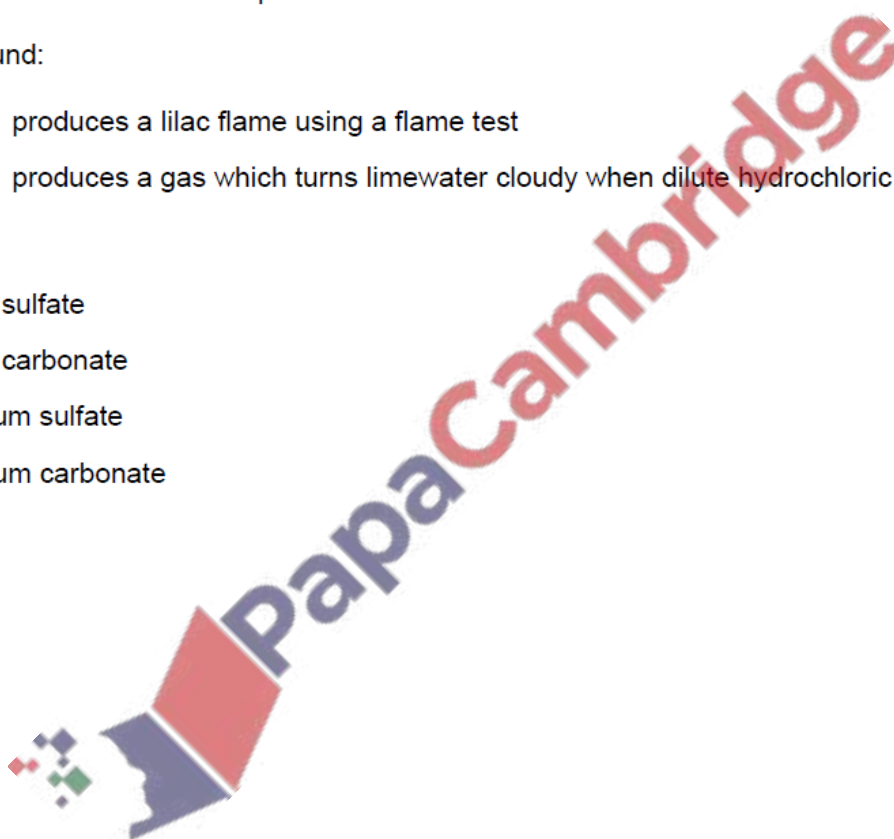 und:
produces a lilac flame using a flame test
produces a gas which turns limewater cloudy when dilute hydrochloric
sulfate
carbonate
um sulfate
um carbonate
PapaCambridge